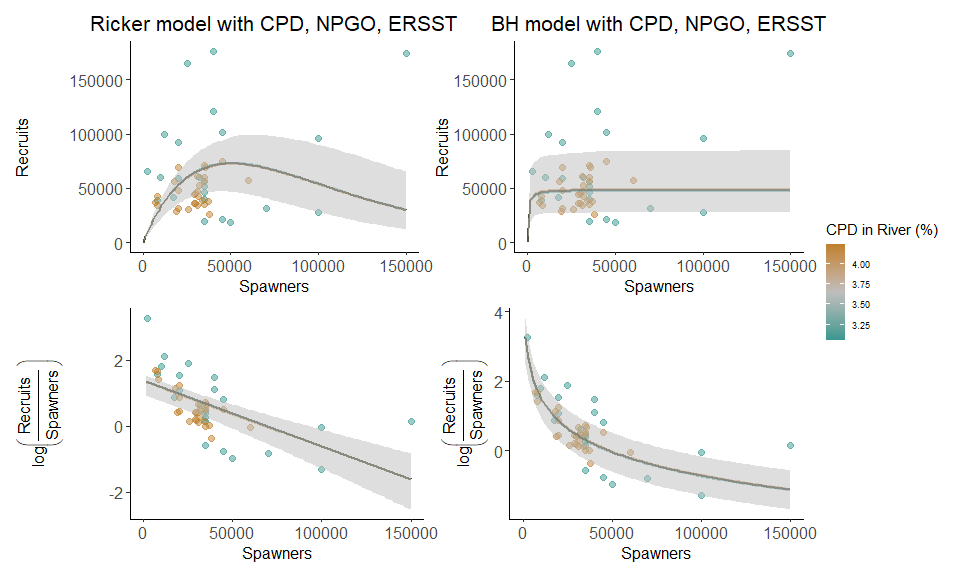 Ricker model with CPD, NPGO, ERSST
BH model with CPD, NPGO, ERSST
Recruits
150000
100000
50000
0
0
50000
100000
150000
Spawners
Recruits
150000
100000
50000
0
0
50000
100000
150000
Spawners
CPD in River (%)
4.00
3.75
3.50
3.25
log(Recruits
Spawners)
2
0
-2
0
50000
100000
150000
Spawners
log(Recruits
Spawners)
4
2
0
0
50000
100000
150000
Spawners